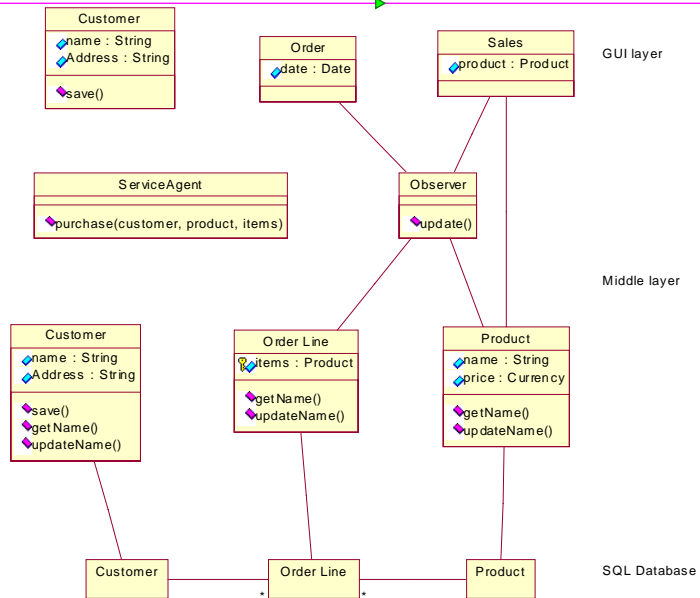 Customer
name : String
Address : String
save()
Order
date : Date
Sales
product : Product
GUI layer
ServiceAgent
purchase(customer, product, items)
Observer
update()
Middle layer
Customer
name : String
Address : String
save()
getName()
updateName()
Order Line
items : Product
getName()
updateName()
Product
name : String
price : Currency
getName()
updateName()
Customer
Order Line
Product
SQL Database
* *